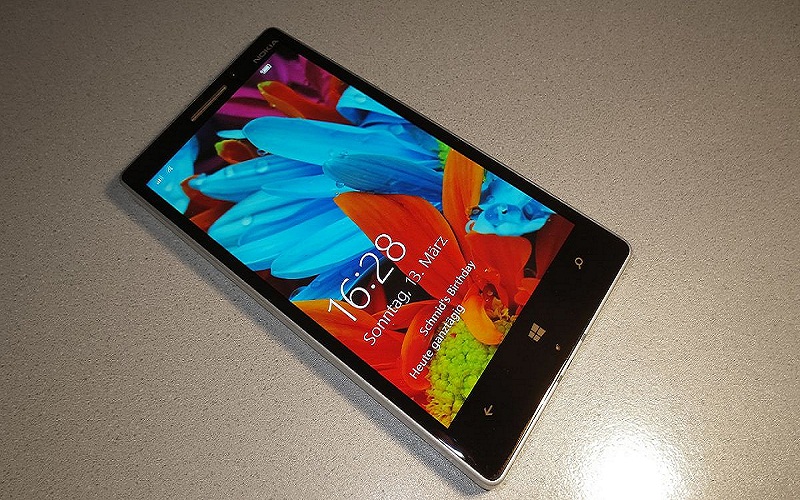 NOKIA
16:28
Sonntag, 13. März
Schmid's Birthday
Heute ganztägig